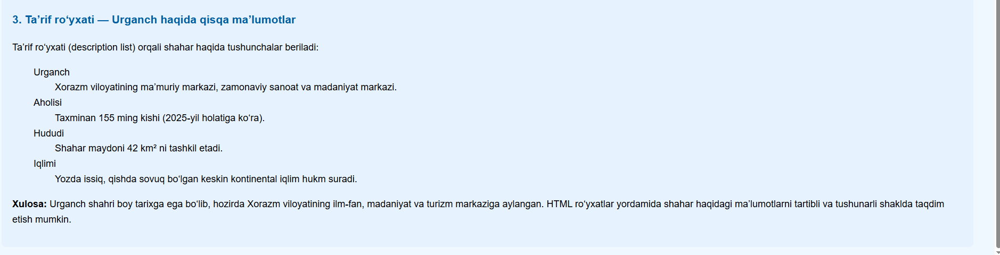 3. Ta’rif ro‘yxati — Urganch haqida qisqa ma’lumotlar
Ta’rif ro‘yxati (description list) orqali shahar haqida tushunchalar beriladi:
Urganch
Xorazm viloyatining ma’muriy markazi, zamonaviy sanoat va madaniyat markazi.
Aholisi
Taxminan 155 ming kishi (2025-yil holatiga ko‘ra).
Hududi
Shahar maydoni 42 km² ni tashkil etadi.
Iqlimi
Yozda issiq, qishda sovuq bo‘lgan keskin kontinental iqlim hukm suradi.
Xulosa: Urganch shahri boy tarixga ega bo‘lib, hozirda Xorazm viloyatining ilm-fan, madaniyat va turizm markaziga aylangan. HTML ro‘yxatlar yordamida shahar haqidagi ma’lumotlarni tartibli va tushunarli shaklda taqdim
etish mumkin.